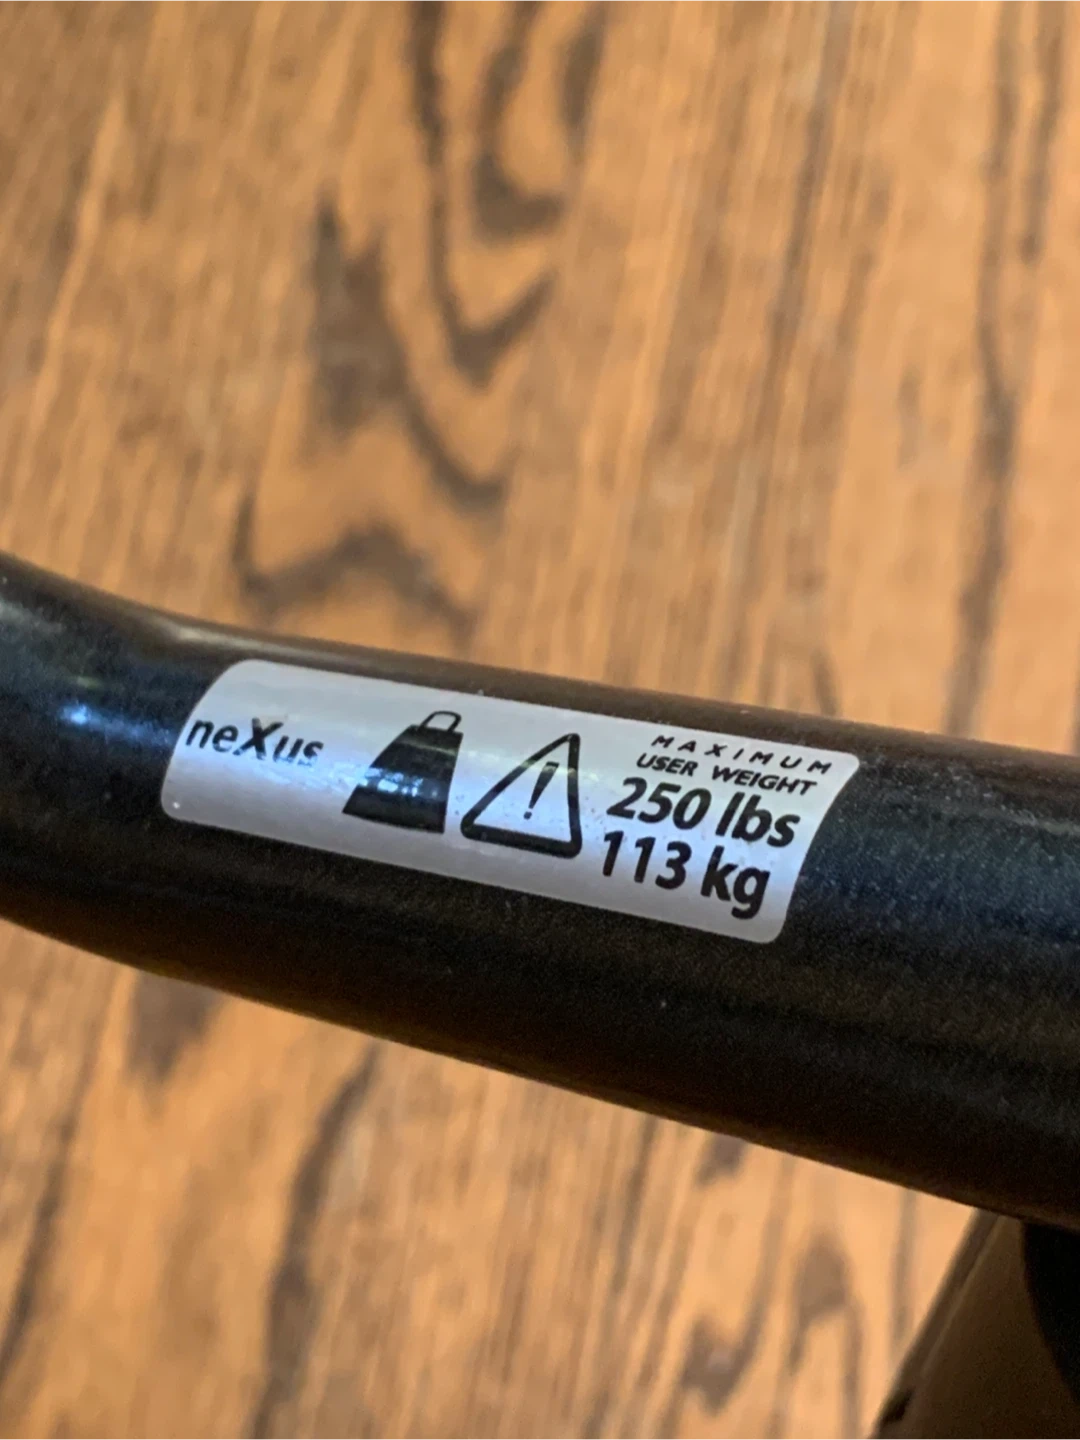 neXus
!
MAXIMUM
USER WEIGHT
250 lbs
113 kg